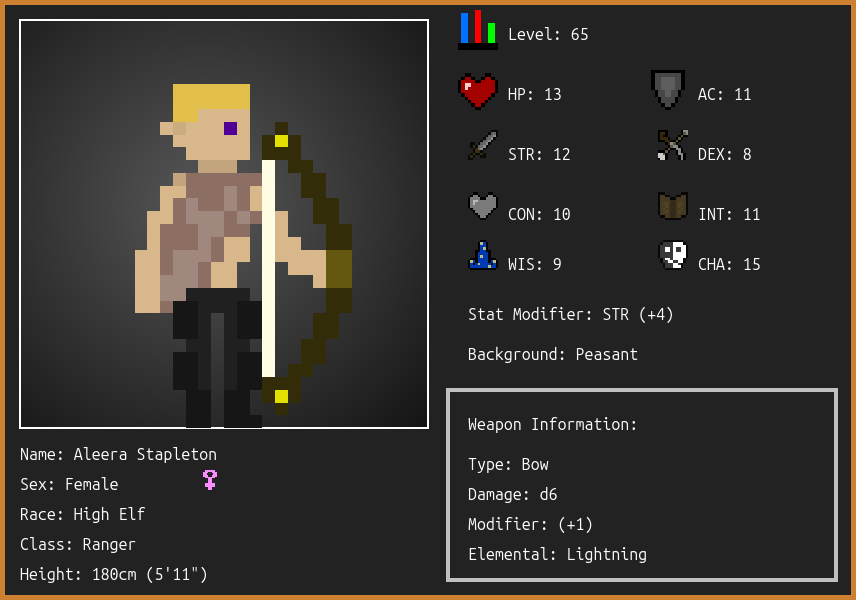 Level: 65
HP: 13
AC: 11
STR: 12
DEX: 8
CON: 10
INT: 11
WIS: 9
CHA: 15
Stat Modifier: STR (+4)
Background: Peasant
Weapon Information:
Type: Bow
Damage: d6
Modifier: (+1)
Elemental: Lightning
Name: Aleera Stapleton
Sex: Female
Race: High Elf
Class: Ranger
Height: 180cm (5'11")